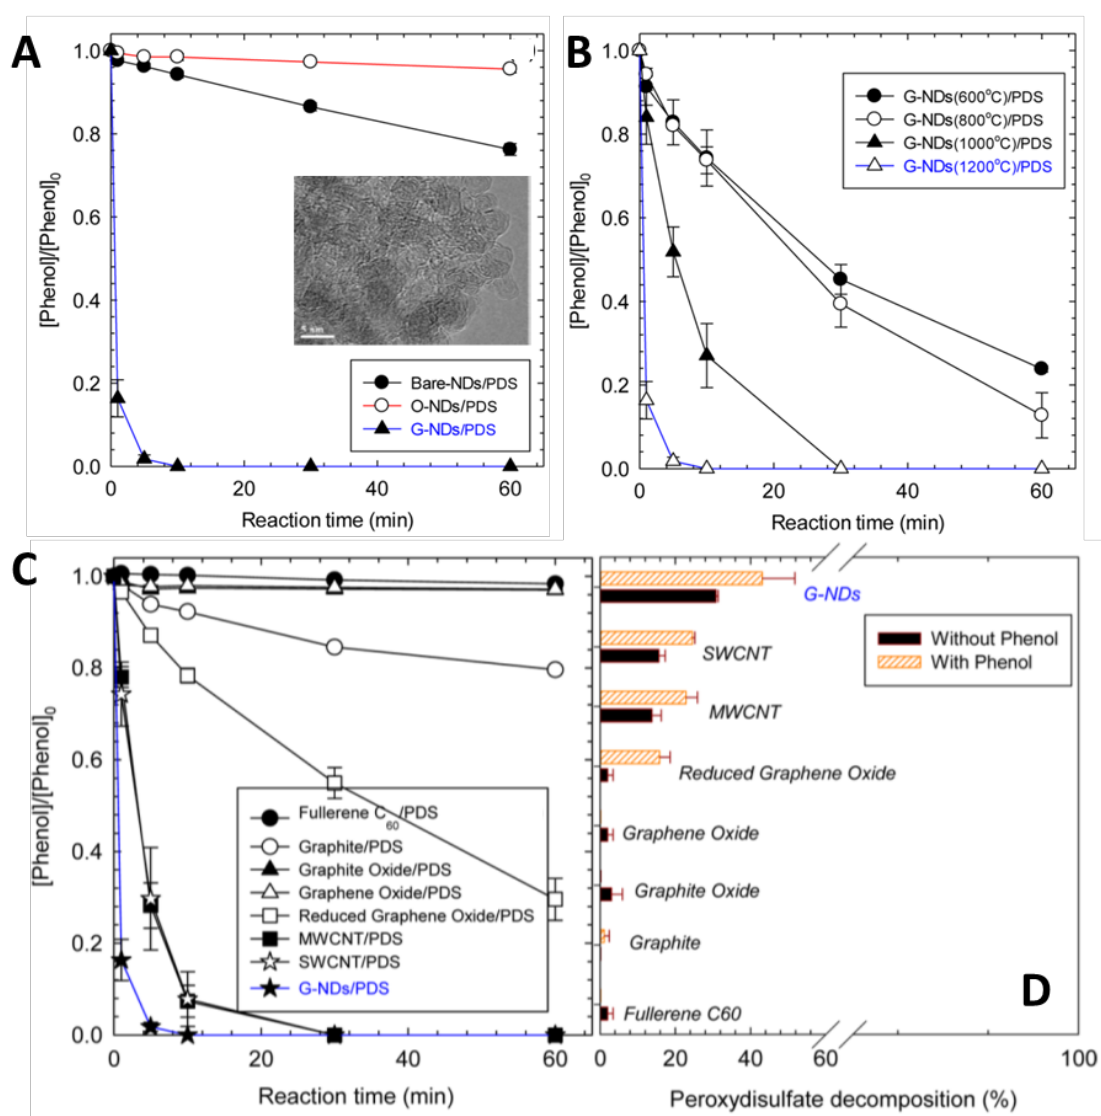 A
1.0
0.8
0.6
0.4
0.2
0.0
[Phenol]/[Phenol]0
5 nm
Bare-NDs/PDS
O-NDs/PDS
G-NDs/PDS
0 20 40 60
Reaction time (min)
B
1.0
0.8
0.6
0.4
0.2
0.0
[Phenol]/[Phenol]0
G-NDs(600oC)/PDS
G-NDs(800oC)/PDS
G-NDs(1000oC)/PDS
G-NDs(1200oC)/PDS
0 20 40 60
Reaction time (min)
C
1.0
0.8
0.6
0.4
0.2
0.0
[Phenol]/[Phenol]0
Fullerene C60/PDS
Graphite/PDS
Graphite Oxide/PDS
Graphene Oxide/PDS
Reduced Graphene Oxide/PDS
MWCNT/PDS
SWCNT/PDS
G-NDs/PDS
0 20 40 60
Reaction time (min)
G-NDs
SWCNT
MWCNT
Reduced Graphene Oxide
Graphene Oxide
Graphite Oxide
Graphite
Fullerene C60
Without Phenol
With Phenol
D
0 20 40 60 100
Peroxydisulfate decomposition (%)